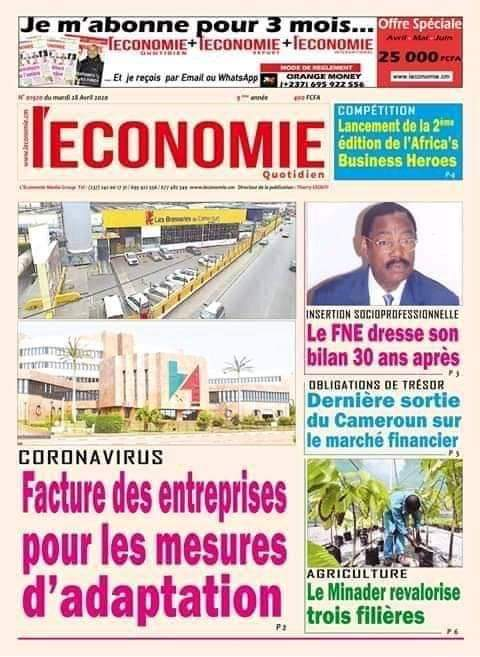 Je m'abonne pour 3 mois...
l'ECONOMIE + l'ECONOMIE + l'ECONOMIE
QUOTIDIEN
... Et je reçois par Email ou WhatsApp
MODE DE REGLEMENT
ORANGE MONEY
(+237) 695 922 556
Offre Spéciale
Avril - Mai - Juin
25 000 FCFA
www.leconomie.cm
du mardi 28 Avril 2020
9ème année
400 FCFA
www.leconomie.cm
l'ECONOMIE
Quotidien
COMPÉTITION
Lancement de la 2ème
édition de l'Africa's
Business Heroes
P 4
Les Brasseries du Cameroun
INSERTION SOCIOPROFESSIONNELLE
Le FNE dresse son
bilan 30 ans après
P 3
OBLIGATIONS DE TRÉSOR
Dernière sortie
du Cameroun sur
le marché financier
P 3
CORONAVIRUS
Facture des entreprises
pour les mesures
d'adaptation
P 2
AGRICULTURE
Le Minader revalorise
trois filières
P 6